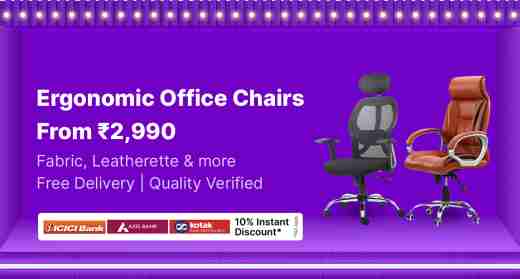 Ergonomic Office Chairs
From ₹2,990
Fabric, Leatherette & more
Free Delivery | Quality Verified
ICICI Bank
AXIS BANK
kotak
10% Instant
Discount*